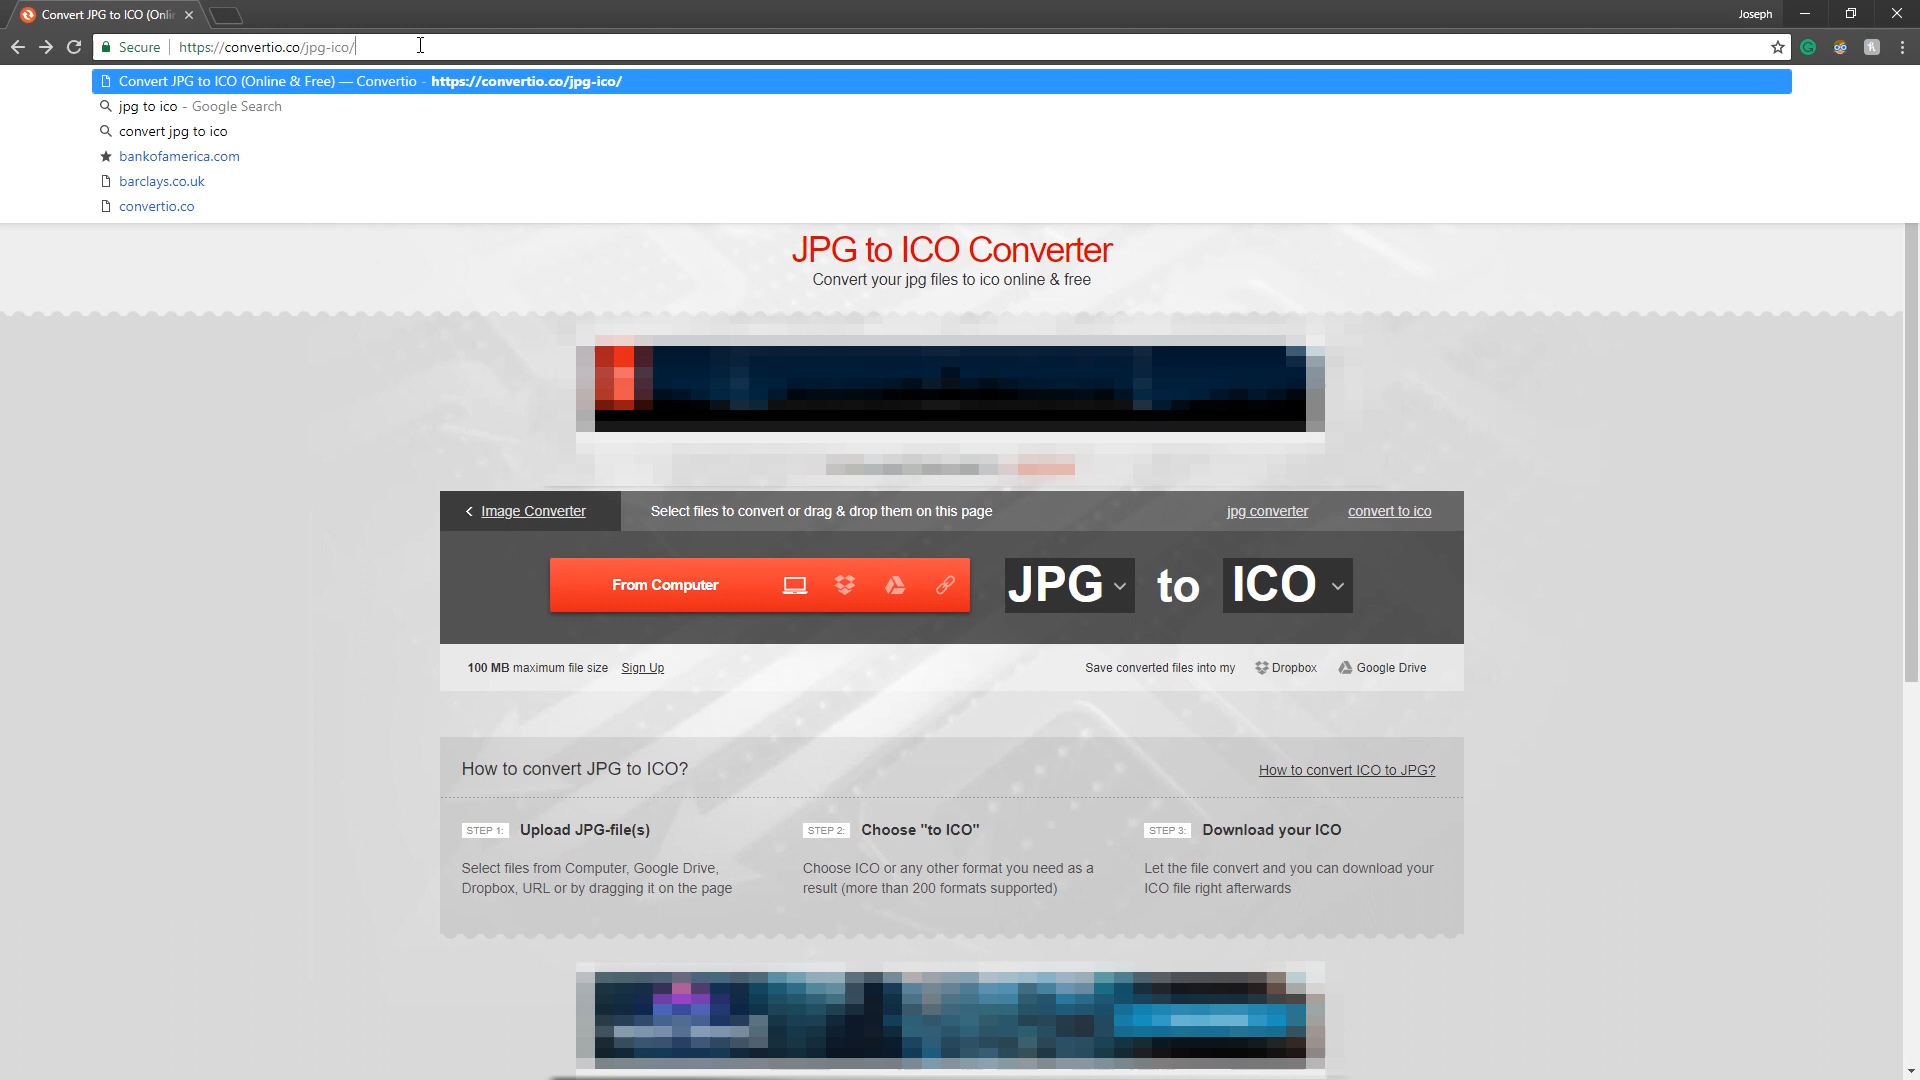 Convert JPG to ICO (Onlin
Joseph
Secure
https://convertio.co/jpg-ico/
Convert JPG to ICO (Online & Free) — Convertio - https://convertio.co/jpg-ico/
jpg to ico - Google Search
convert jpg to ico
bankofamerica.com
barclays.co.uk
convertio.co
JPG to ICO Converter
Convert your jpg files to ico online & free
Image Converter
Select files to convert or drag & drop them on this page
jpg converter
convert to ico
From Computer
JPG to ICO
100 MB maximum file size Sign Up
Save converted files into my Dropbox Google Drive
How to convert JPG to ICO?
How to convert ICO to JPG?
STEP 1: Upload JPG-file(s)
Select files from Computer, Google Drive,
Dropbox, URL or by dragging it on the page
STEP 2: Choose "to ICO"
Choose ICO or any other format you need as a
result (more than 200 formats supported)
STEP 3: Download your ICO
Let the file convert and you can download your
ICO file right afterwards